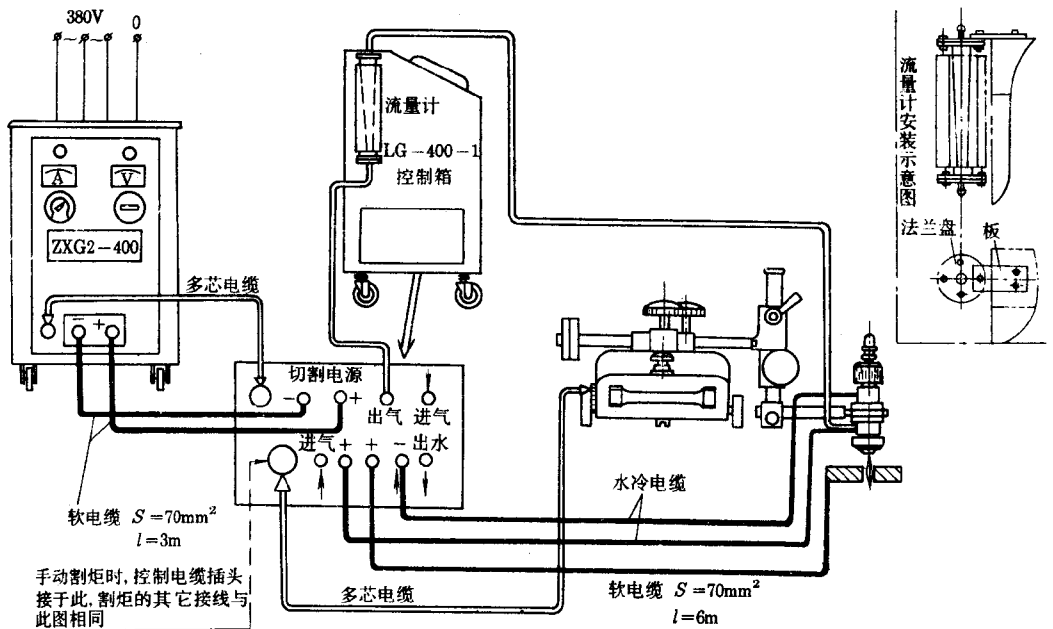 380V
0
A
V
ZXG2－400
多芯电缆
－
＋
流量计
LG－400－1
控制箱
流量计安装示意图
法兰盘
板
切割电源
－
＋
出气
进气
进气
＋
＋
－
出水
水冷电缆
软电缆 S＝70mm²
l＝3m
手动割炬时, 控制电缆插头
接于此, 割炬的其它接线与
此图相同
多芯电缆
软电缆 S＝70mm²
l＝6m